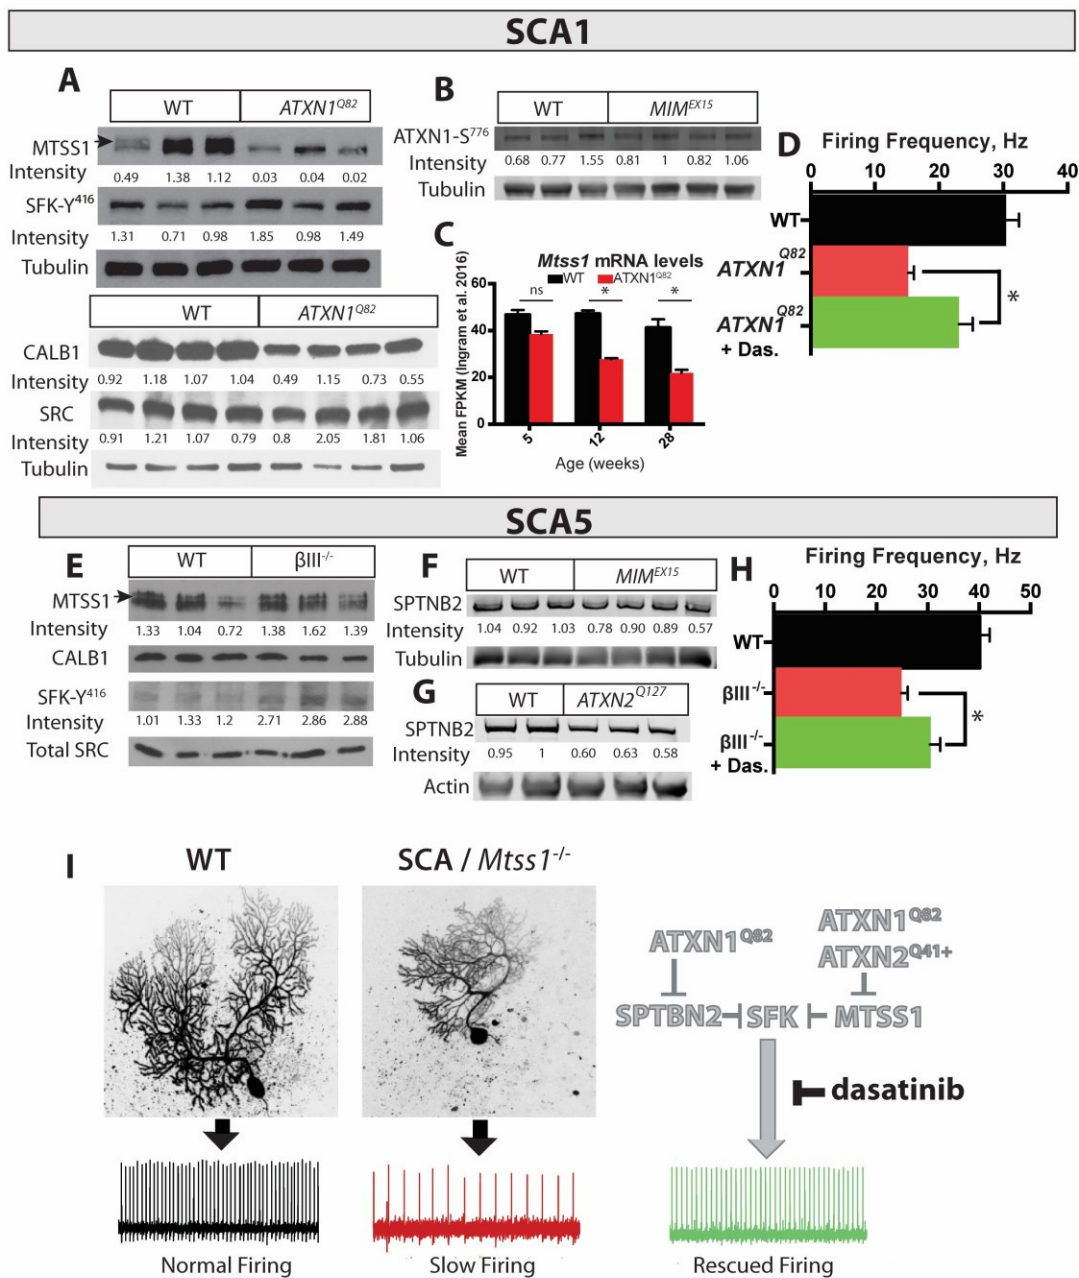 SCA1
A
WT ATXN1Q82
MTSS1
Intensity
0.49 1.38 1.12 0.03 0.04 0.02
SFK-Y416
Intensity 1.31 0.71 0.98 1.85 0.98 1.49
Tubulin
WT ATXN1Q82
CALB1
Intensity 0.92 1.18 1.07 1.04 0.49 1.15 0.73 0.55
SRC
Intensity 0.91 1.21 1.07 0.79 0.8 2.05 1.81 1.06
Tubulin
B
WT MIMEX15
ATXN1-S776
Intensity 0.68 0.77 1.55 0.81 1 0.82 1.06
Tubulin
C
Mtss1 mRNA levels
WT ATXN1Q82
Mean FPKM (Ingram et al. 2016)
60
40
20
0
ns * *
5 12 28
Age (weeks)
D
Firing Frequency, Hz
0 10 20 30 40
WT
ATXN1Q82
ATXN1Q82
+ Das.
*
SCA5
E
WT βIII-/-
MTSS1
Intensity 1.33 1.04 0.72 1.38 1.62 1.39
CALB1
SFK-Y416
Intensity 1.01 1.33 1.2 2.71 2.86 2.88
Total SRC
F
WT MIMEX15
SPTNB2
Intensity 1.04 0.92 1.03 0.78 0.90 0.89 0.57
Tubulin
G
WT ATXN2Q127
SPTNB2
Intensity 0.95 1 0.60 0.63 0.58
Actin
H
Firing Frequency, Hz
0 10 20 30 40 50
WT
βIII-/-
βIII-/-
+ Das.
*
I
WT
SCA / Mtss1-/-
ATXN1Q82
ATXN1Q82
ATXN2Q41+
SPTBN2 SFK MTSS1
dasatinib
Normal Firing
Slow Firing
Rescued Firing